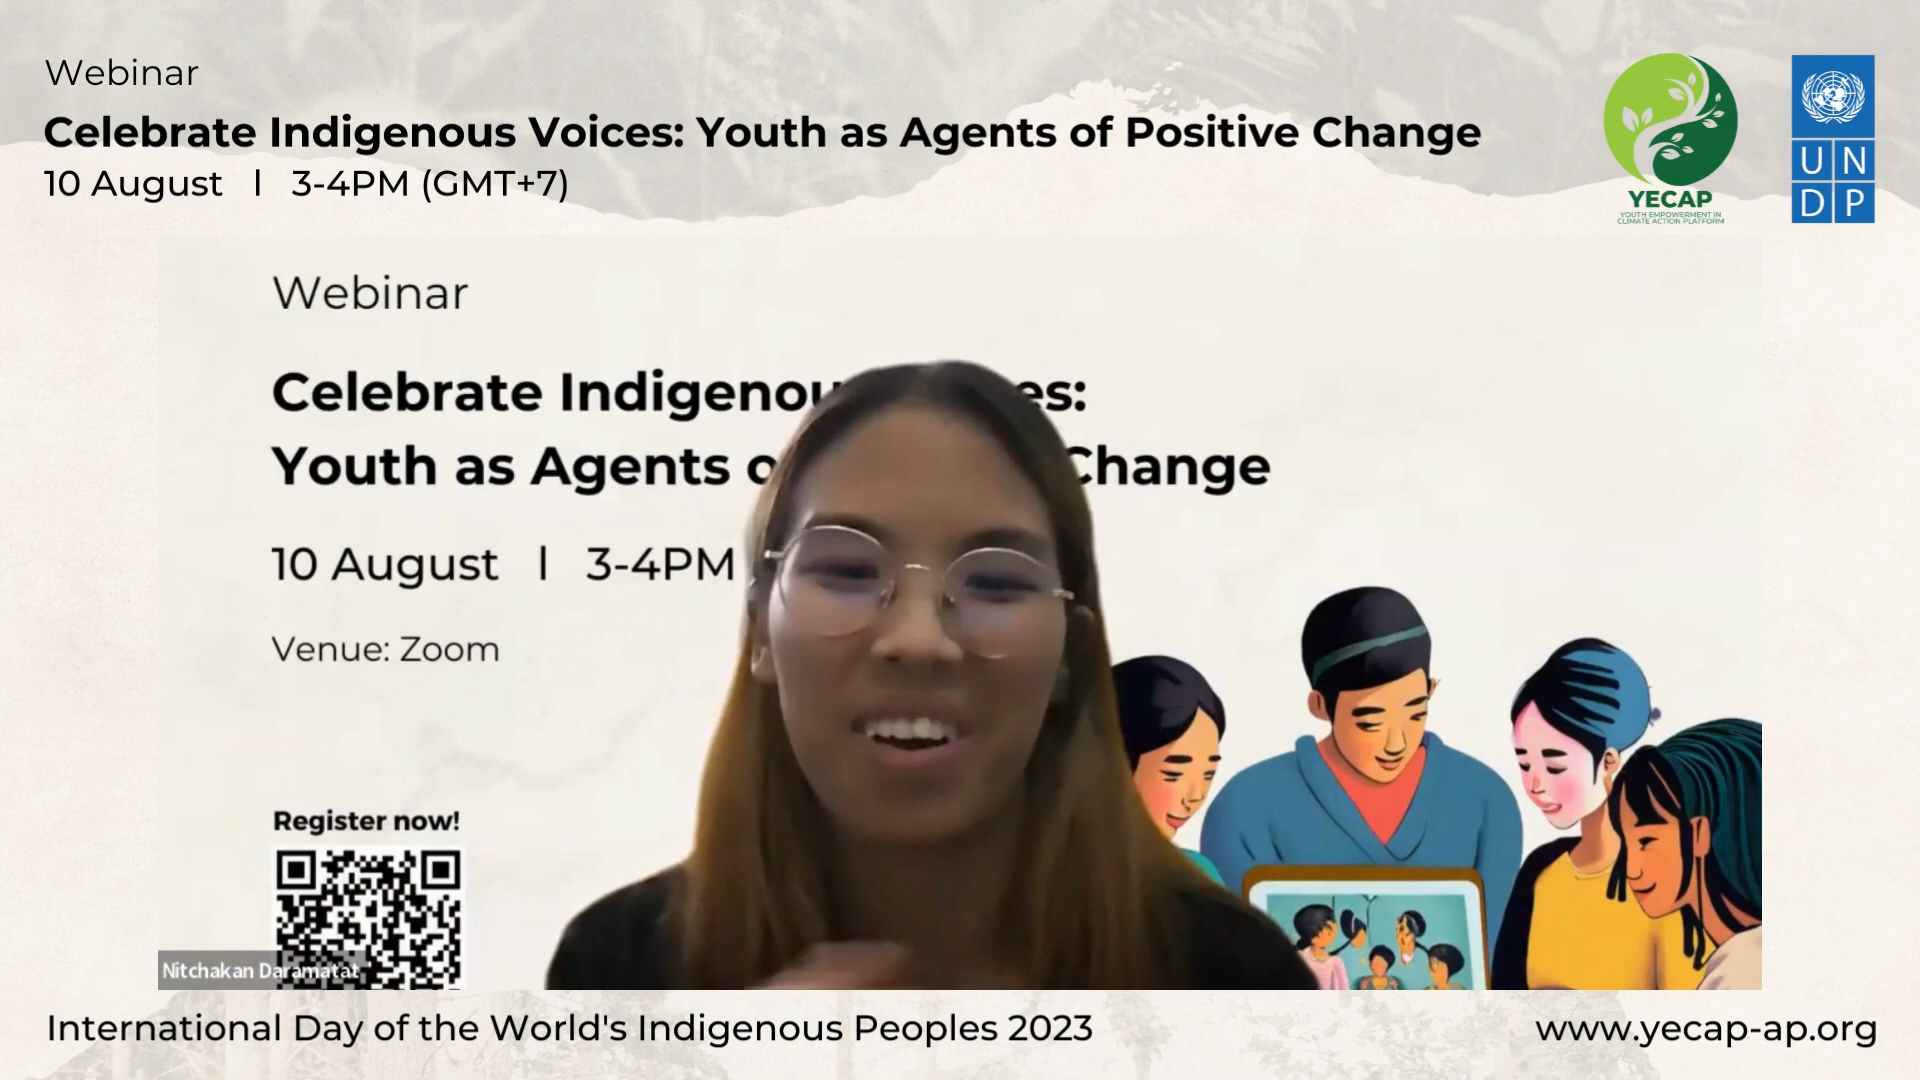 Webinar
Celebrate Indigenous Voices: Youth as Agents of Positive Change
10 August | 3-4PM (GMT+7)
YECAP
YOUTH EMPOWERMENT IN
CLIMATE ACTION PLATFORM
UN
DP
Webinar
Celebrate Indigenou es:
Youth as Agents o Change
10 August | 3-4PM
Venue: Zoom
Register now!
Nitchakan Daramatat
International Day of the World's Indigenous Peoples 2023
www.yecap-ap.org